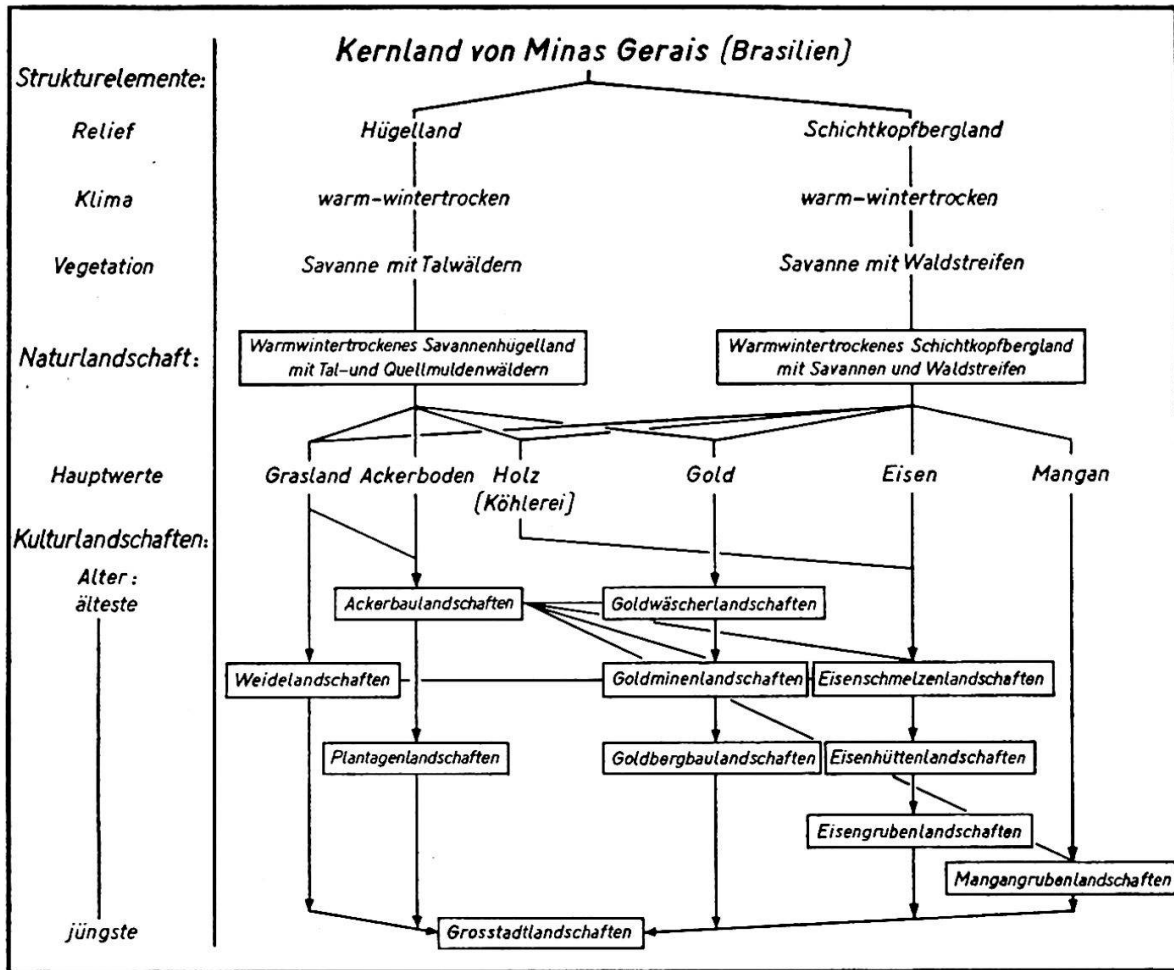 Kernland von Minas Gerais (Brasilien)
Strukturelemente:
Relief Hügelland Schichtkopfbergland
Klima warm-wintertrocken warm-wintertrocken
Vegetation Savanne mit Talwäldern Savanne mit Waldstreifen
Naturlandschaft:
Warmwintertrockenes Savannenhügelland
mit Tal- und Quellmuldenwäldern
Warmwintertrockenes Schichtkopfbergland
mit Savannen und Waldstreifen
Hauptwerte Grasland Ackerboden Holz Gold Eisen Mangan
(Köhlerei)
Kulturlandschaften:
Alter:
älteste Ackerbaulandschaften Goldwäscherlandschaften
Weidelandschaften Goldminenlandschaften Eisenschmelzenlandschaften
Plantagenlandschaften Goldbergbaulandschaften Eisenhüttenlandschaften
Eisengrubenlandschaften
Mangangrubenlandschaften
jüngste Grosstadtlandschaften